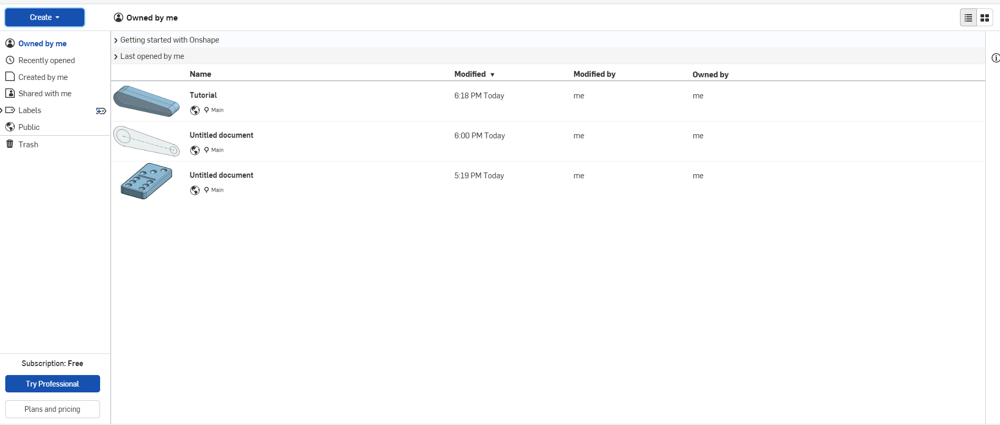 Create
Owned by me
Owned by me
Recently opened
Created by me
Shared with me
Labels
Public
Trash
Getting started with Onshape
Last opened by me
Name Modified Modified by Owned by
Tutorial 6:18 PM Today me me
Main
Untitled document 6:00 PM Today me me
Main
Untitled document 5:19 PM Today me me
Main
Subscription: Free
Try Professional
Plans and pricing